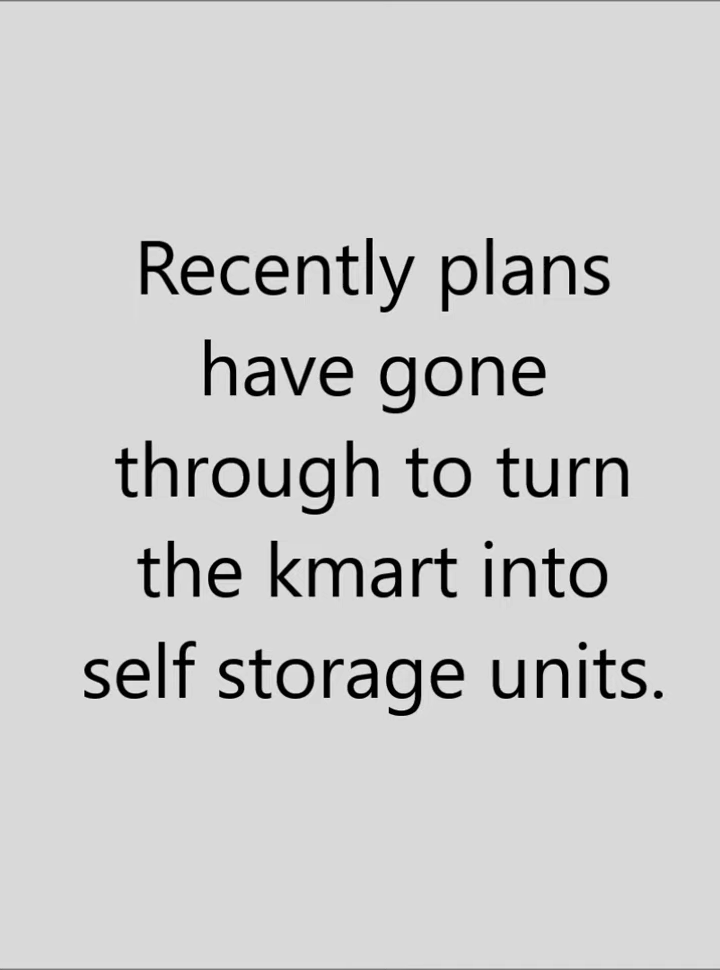 Recently plans
have gone
through to turn
the kmart into
self storage units.